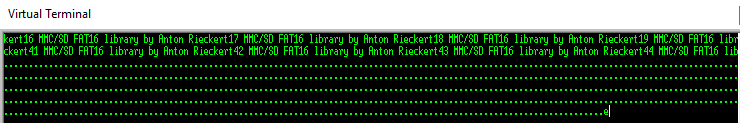 Virtual Terminal
kert16 MMC/SD FAT16 library by Anton Rieckert17 MMC/SD FAT16 library by Anton Rieckert18 MMC/SD FAT16 library by Anton Rieckert19 MMC/SD FAT16 libr
ckert41 MMC/SD FAT16 library by Anton Rieckert42 MMC/SD FAT16 library by Anton Rieckert43 MMC/SD FAT16 library by Anton Rieckert44 MMC/SD FAT16 lib
...........................................................................................................................
...........................................................................................................................
...........................................................................................................................
...........................................................................................................................
....................................................................................................e